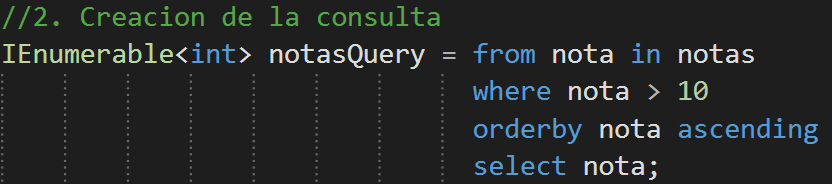 //2. Creacion de la consulta
IEnumerable<int> notasQuery = from nota in notas
where nota > 10
orderby nota ascending
select nota;